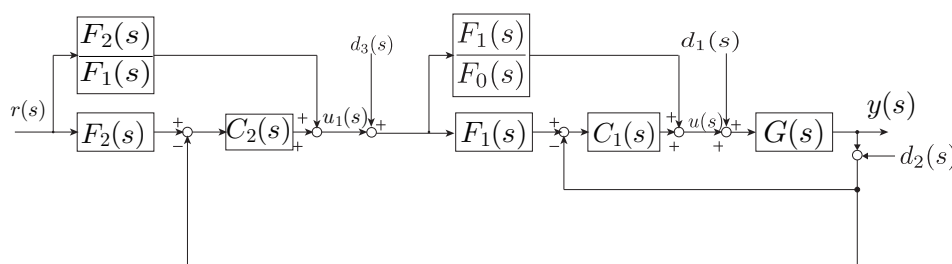 F₂(s)
F₁(s)
d₃(s)
F₁(s)
F₀(s)
d₁(s)
r(s)
F₂(s)
+
−
C₂(s)
+
+
u₁(s)
+
F₁(s)
+
−
C₁(s)
+
+
u(s)
+
+
G(s)
y(s)
d₂(s)